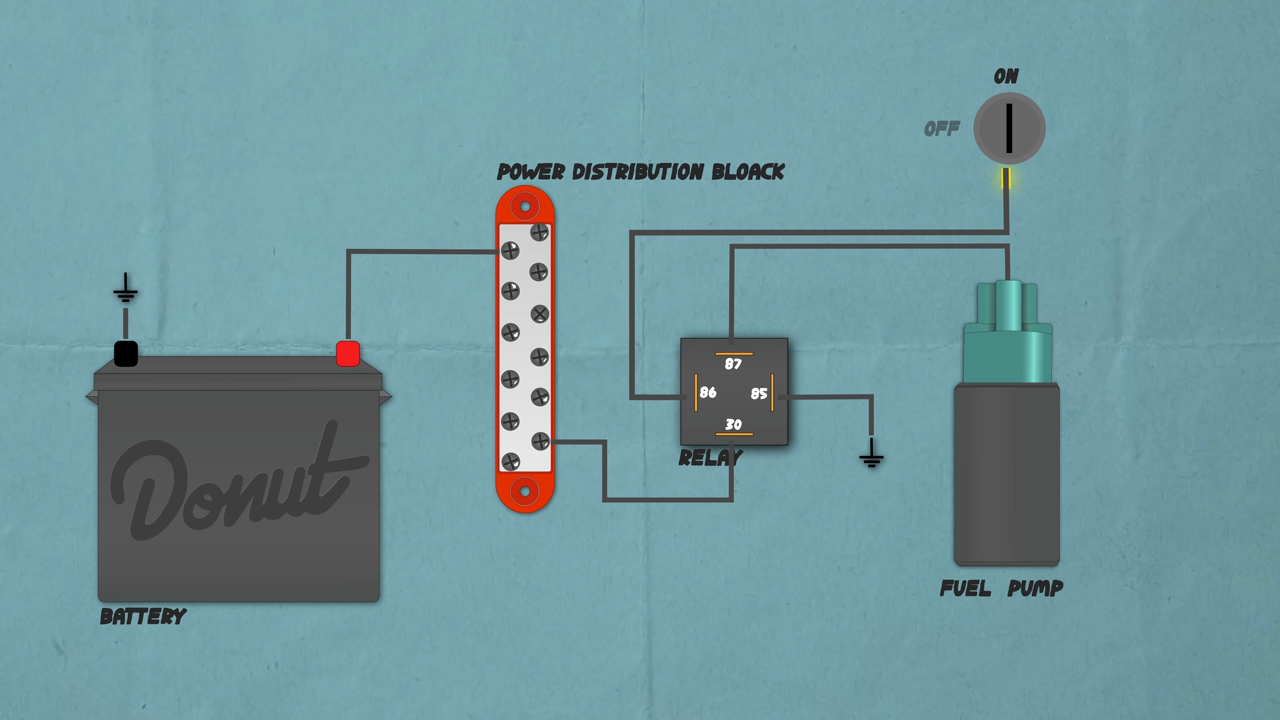 ON
OFF
POWER DISTRIBUTION BLOACK
87
86
85
30
RELAY
Donut
FUEL PUMP
BATTERY